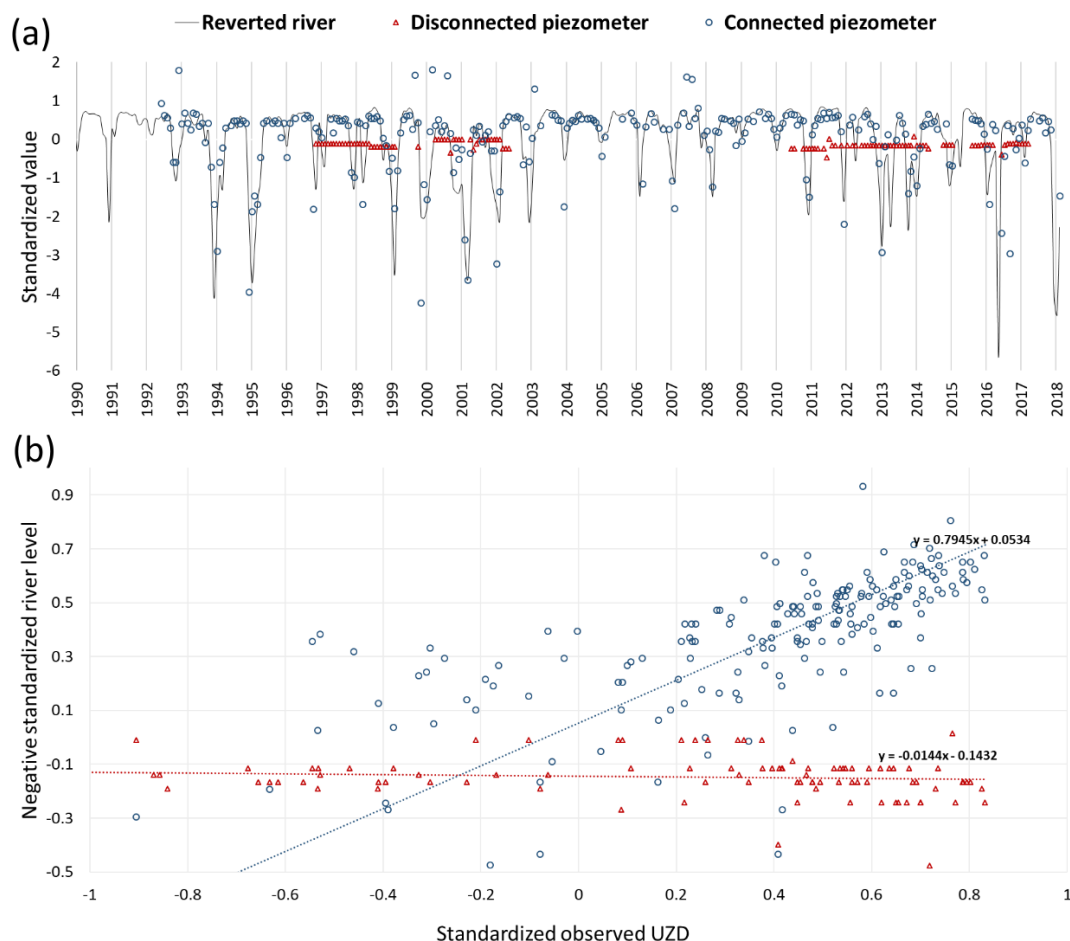 (a)
Reverted river Disconnected piezometer Connected piezometer
Standardized value
2
1
0
-1
-2
-3
-4
-5
-6
1990 1991 1992 1993 1994 1995 1996 1997 1998 1999 2000 2001 2002 2003 2004 2005 2006 2007 2008 2009 2010 2011 2012 2013 2014 2015 2016 2017 2018
(b)
Negative standardized river level
0.9
0.7
0.5
0.3
0.1
-0.1
-0.3
-0.5
y = 0.7945x + 0.0534
y = -0.0144x - 0.1432
-1 -0.8 -0.6 -0.4 -0.2 0 0.2 0.4 0.6 0.8 1
Standardized observed UZD